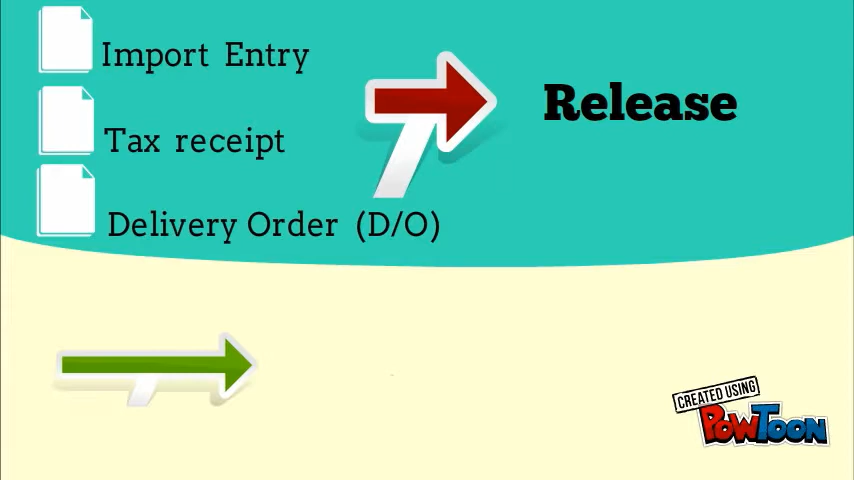 Import Entry
Release
Tax receipt
Delivery Order (D/O)
CREATED USING
POWTOON